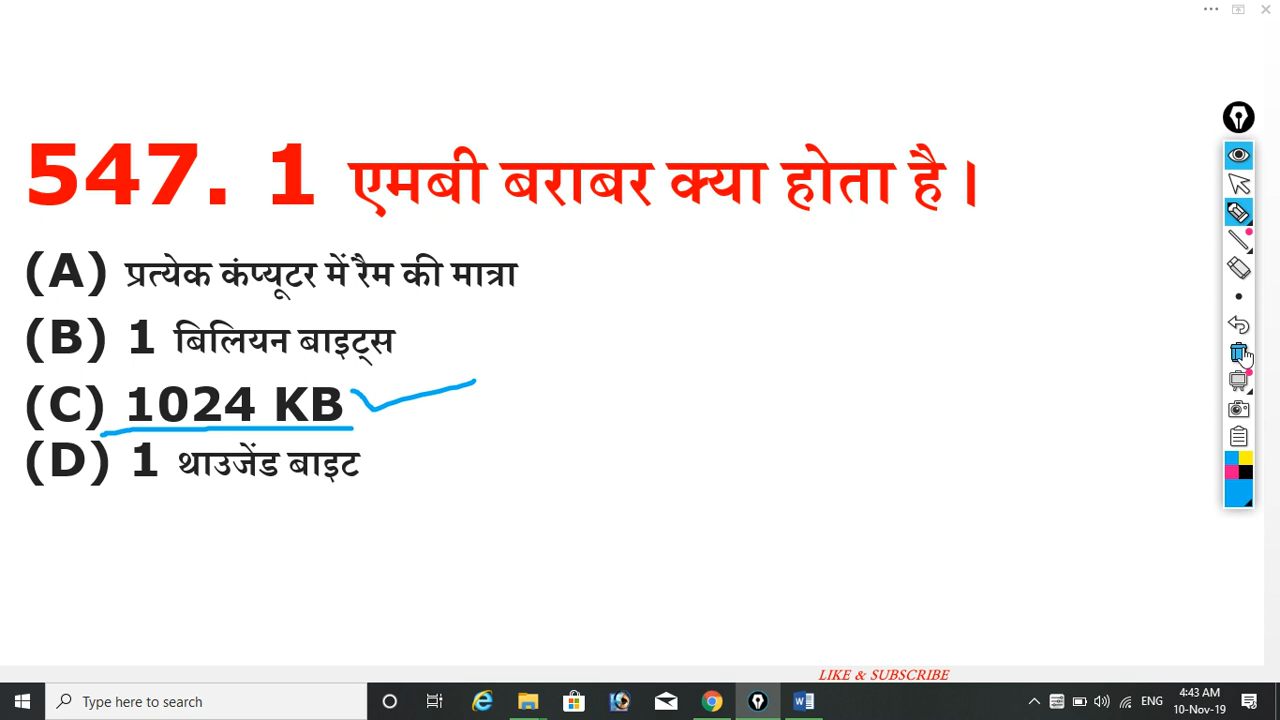 547. 1 एमबी बराबर क्या होता है ।
(A) प्रत्येक कंप्यूटर में रैम की मात्रा
(B) 1 बिलियन बाइट्स
(C) 1024 KB
(D) 1 थाउजेंड बाइट
LIKE & SUBSCRIBE
Type here to search
ENG
4:43 AM
10-Nov-19